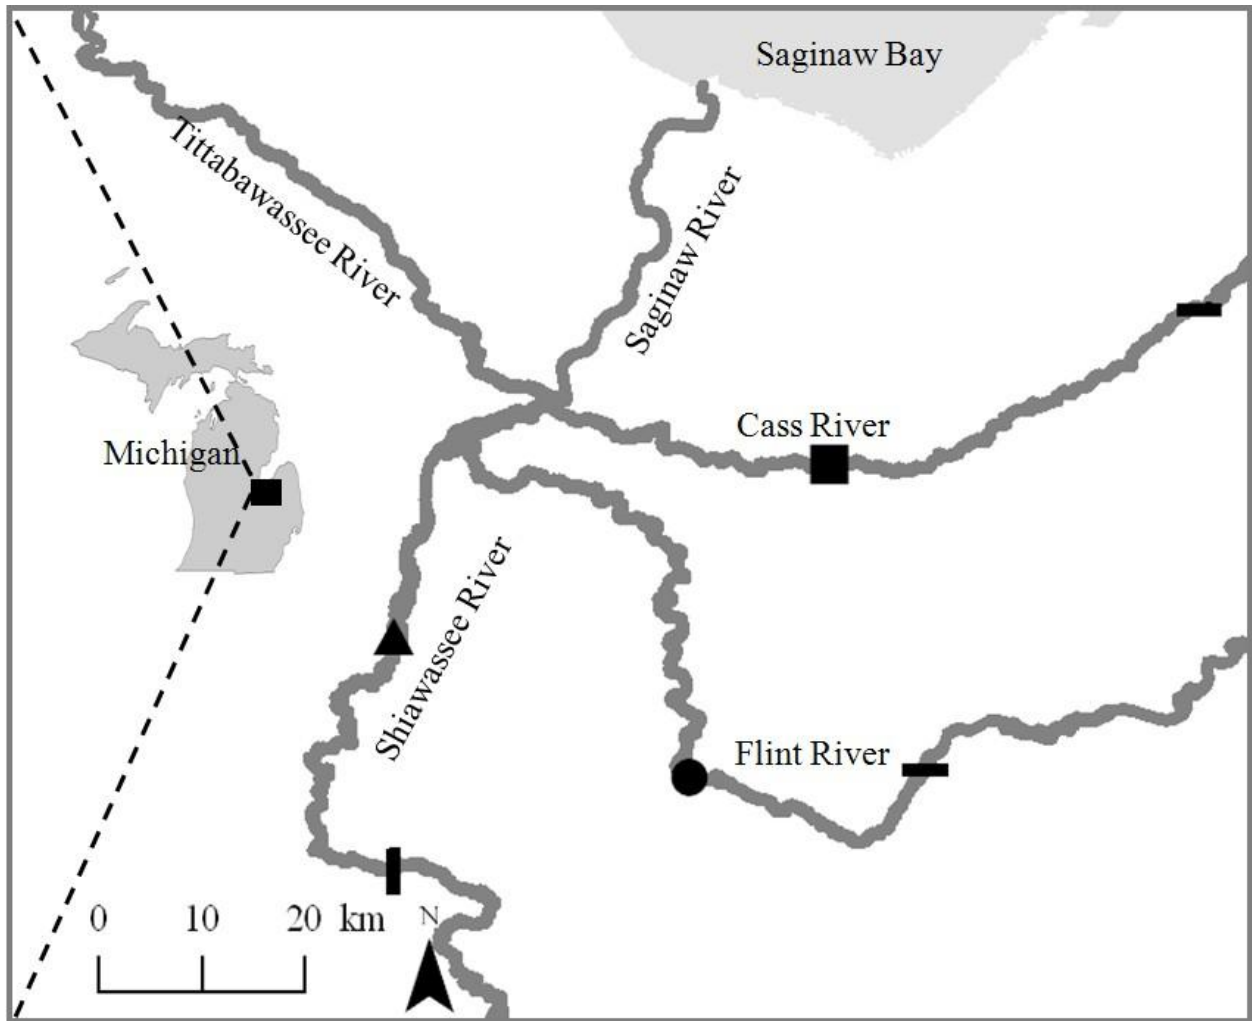 Saginaw Bay
Tittabawassee River
Saginaw River
Cass River
Michigan
Shiawassee River
Flint River
0 10 20 km
N